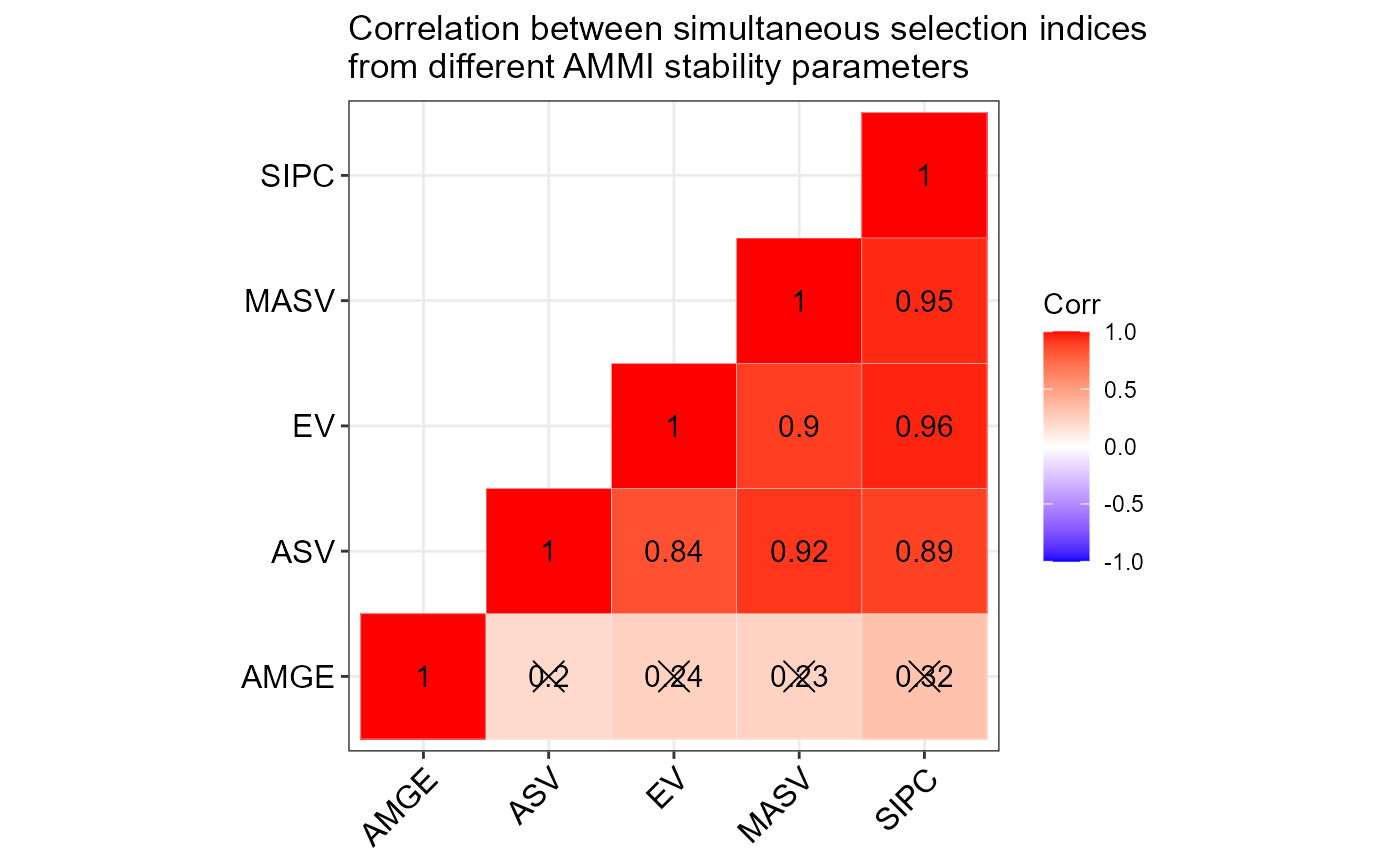 Correlation between simultaneous selection indices
from different AMMI stability parameters
SIPC 1
MASV 1 0.95
EV 1 0.9 0.96
ASV 1 0.84 0.92 0.89
AMGE 1 0.2 0.24 0.23 0.32
AMGE ASV EV MASV SIPC
Corr
1.0
0.5
0.0
-0.5
-1.0